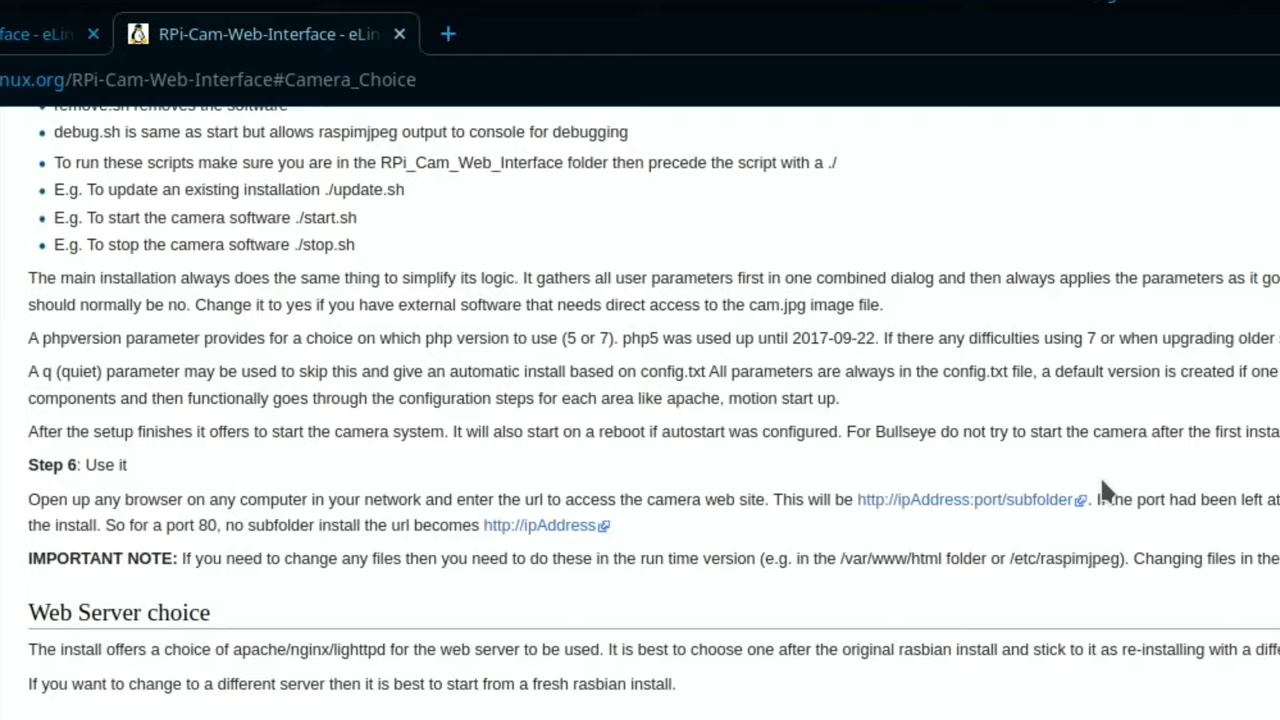 face - eLin
RPi-Cam-Web-Interface - eLin
nux.org/RPi-Cam-Web-Interface#Camera_Choice
remove.sh removes the software
debug.sh is same as start but allows raspimjpeg output to console for debugging
To run these scripts make sure you are in the RPi_Cam_Web_Interface folder then precede the script with a ./
E.g. To update an existing installation ./update.sh
E.g. To start the camera software ./start.sh
E.g. To stop the camera software ./stop.sh
The main installation always does the same thing to simplify its logic. It gathers all user parameters first in one combined dialog and then always applies the parameters as it go
should normally be no. Change it to yes if you have external software that needs direct access to the cam.jpg image file.
A phpversion parameter provides for a choice on which php version to use (5 or 7). php5 was used up until 2017-09-22. If there any difficulties using 7 or when upgrading older
A q (quiet) parameter may be used to skip this and give an automatic install based on config.txt All parameters are always in the config.txt file, a default version is created if one
components and then functionally goes through the configuration steps for each area like apache, motion start up.
After the setup finishes it offers to start the camera system. It will also start on a reboot if autostart was configured. For Bullseye do not try to start the camera after the first insta
Step 6: Use it
Open up any browser on any computer in your network and enter the url to access the camera web site. This will be http://ipAddress:port/subfolder. If the port had been left at
the install. So for a port 80, no subfolder install the url becomes http://ipAddress
IMPORTANT NOTE: If you need to change any files then you need to do these in the run time version (e.g. in the /var/www/html folder or /etc/raspimjpeg). Changing files in the
Web Server choice
The install offers a choice of apache/nginx/lighttpd for the web server to be used. It is best to choose one after the original rasbian install and stick to it as re-installing with a diffe
If you want to change to a different server then it is best to start from a fresh rasbian install.